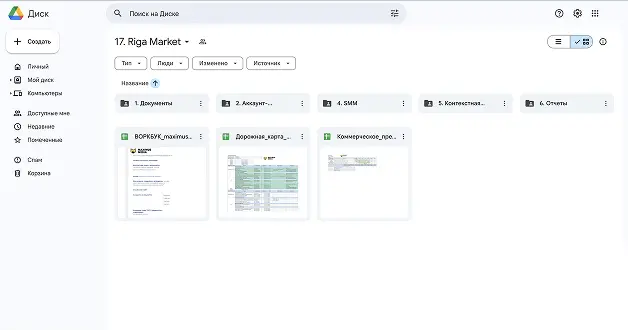 Диск
Поиск на Диске
Создать
Личный
Мой диск
Компьютеры
Доступные мне
Недавние
Помеченные
Спам
Корзина
17. Riga Market
Тип
Люди
Изменено
Источник
Название
1. Документы
2. Аккаунт-...
4. SMM
5. Контекстная...
6. Отчеты
ВОРКБУК_maximus...
Дорожная_карта_...
Коммерческое_пре...